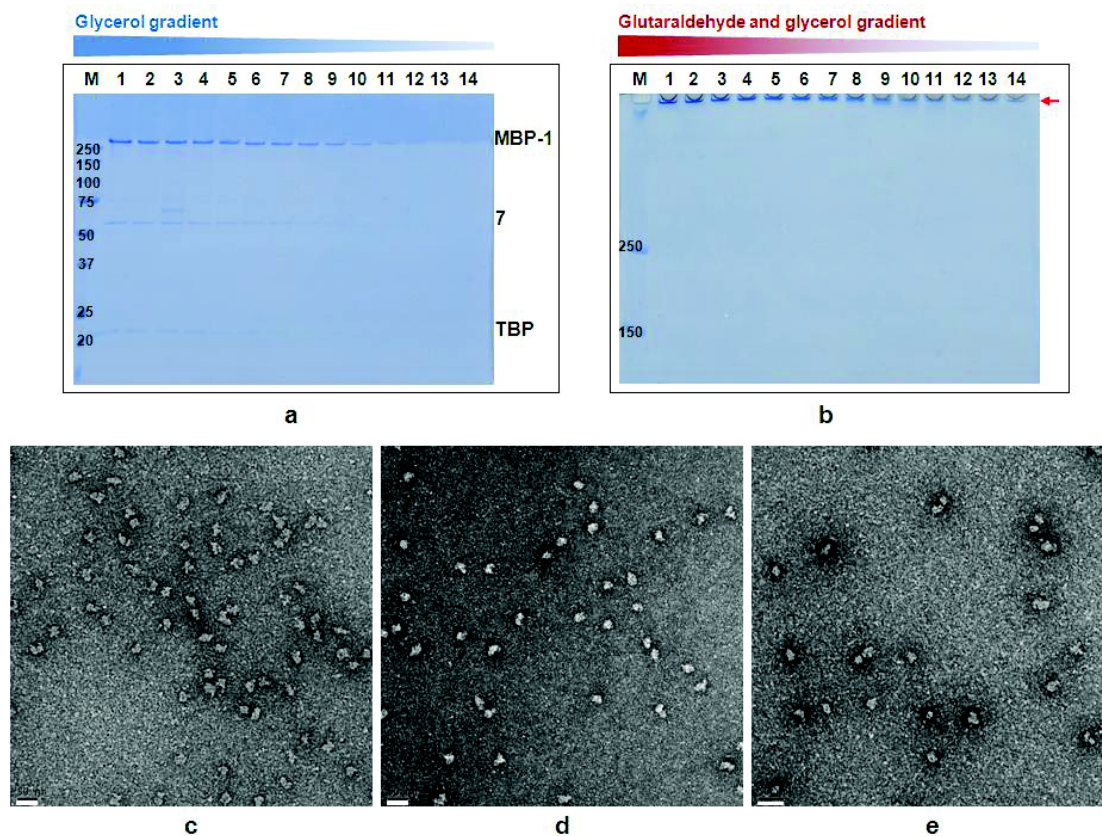 Glycerol gradient
Glutaraldehyde and glycerol gradient
M 1 2 3 4 5 6 7 8 9 10 11 12 13 14
250
150
100
75
50
37
25
20
MBP-1
7
TBP
M 1 2 3 4 5 6 7 8 9 10 11 12 13 14
250
150
a
b
c
d
e